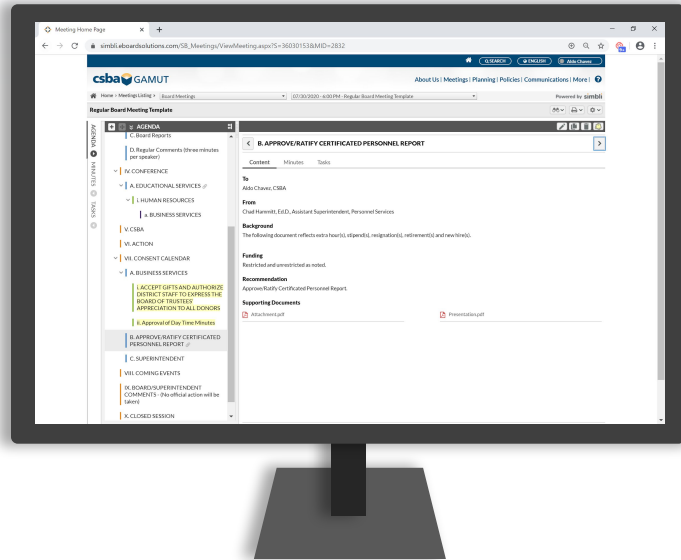 Meeting Home Page
simbli.eboardsolutions.com/SB_Meetings/ViewMeeting.aspx?S=36030153&MID=2832
SEARCH ENGLISH Aldo Chavez
csba GAMUT
About Us | Meetings | Planning | Policies | Communications | More |
Home > Meetings Listing > Board Meetings 07/30/2020 - 6:00 PM - Regular Board Meeting Template Powered by simbli
Regular Board Meeting Template
AGENDA
MINUTES
TASKS
AGENDA
C. Board Reports
D. Regular Comments (three minutes
per speaker)
IV. CONFERENCE
A. EDUCATIONAL SERVICES
i. HUMAN RESOURCES
a. BUSINESS SERVICES
V. CSBA
VI. ACTION
VII. CONSENT CALENDAR
A. BUSINESS SERVICES
i. ACCEPT GIFTS AND AUTHORIZE
DISTRICT STAFF TO EXPRESS THE
BOARD OF TRUSTEES'
APPRECIATION TO ALL DONORS
ii. Approval of Day Time Minutes
B. APPROVE/RATIFY CERTIFICATED
PERSONNEL REPORT
C. SUPERINTENDENT
VIII. COMING EVENTS
IX. BOARD/SUPERINTENDENT
COMMENTS - (No official action will be
taken)
X. CLOSED SESSION
B. APPROVE/RATIFY CERTIFICATED PERSONNEL REPORT
Content Minutes Tasks
To
Aldo Chavez, CSBA
From
Chad Hammitt, Ed.D., Assistant Superintendent, Personnel Services
Background
The following document reflects extra hour(s), stipend(s), resignation(s), retirement(s) and new hire(s).
Funding
Restricted and unrestricted as noted.
Recommendation
Approve/Ratify Certificated Personnel Report.
Supporting Documents
Attachment.pdf Presentation.pdf